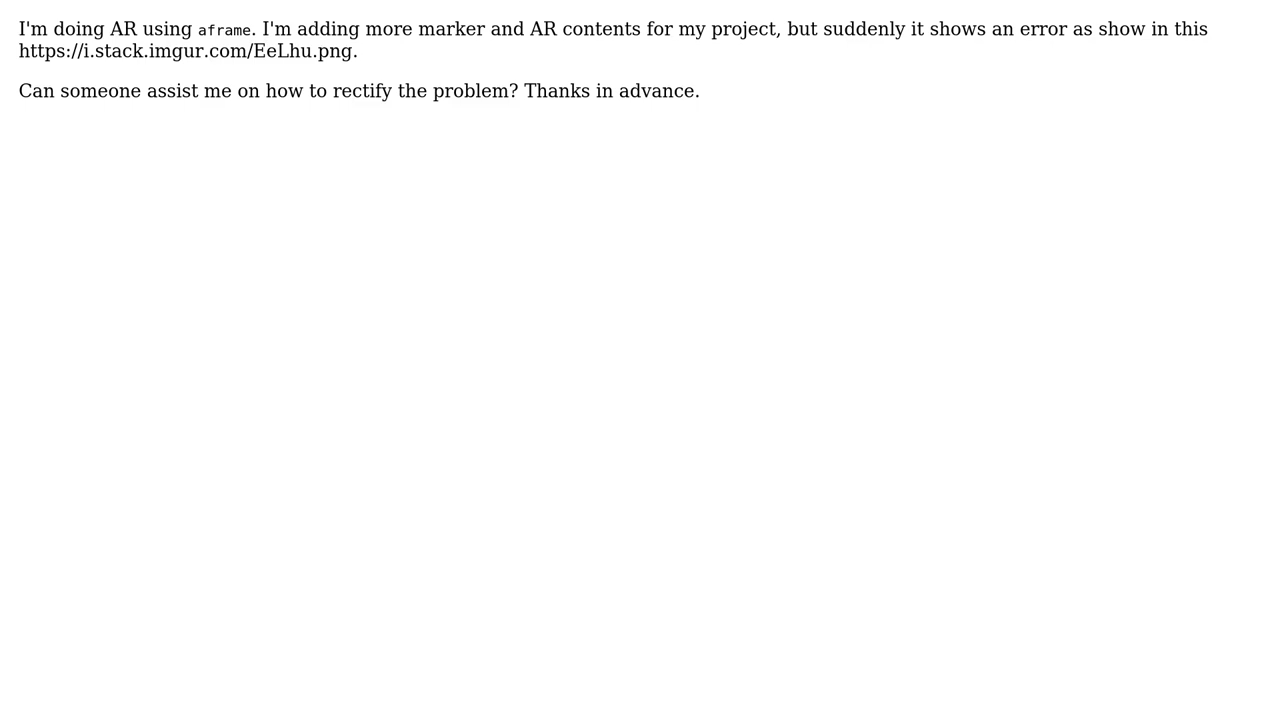 I'm doing AR using aframe. I'm adding more marker and AR contents for my project, but suddenly it shows an error as show in this
https://i.stack.imgur.com/EeLhu.png.
Can someone assist me on how to rectify the problem? Thanks in advance.